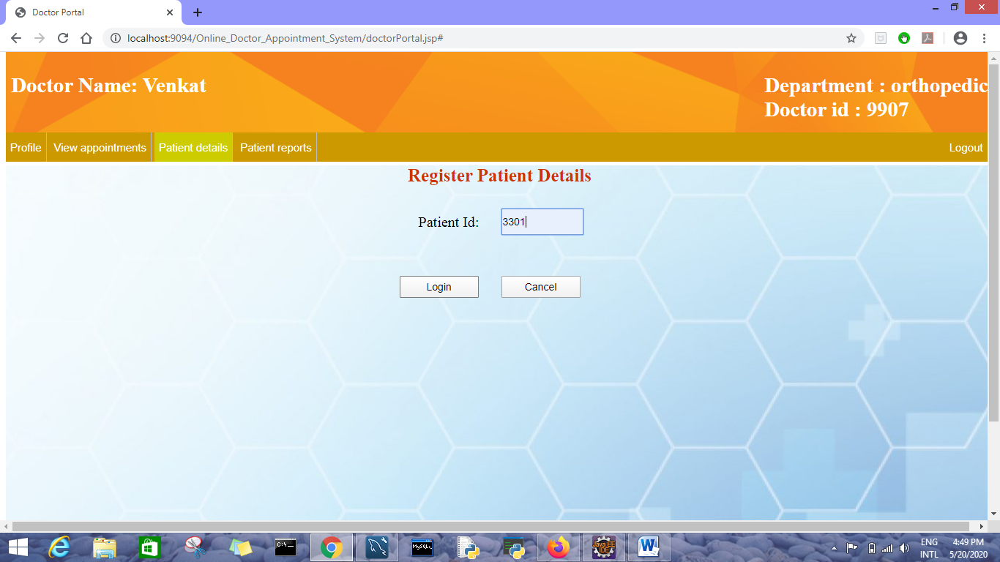 Doctor Portal
localhost:9094/Online_Doctor_Appointment_System/doctorPortal.jsp#
Doctor Name: Venkat
Department : orthopedic
Doctor id : 9907
Profile View appointments Patient details Patient reports Logout
Register Patient Details
Patient Id: 3301
Login Cancel
C:\
MySQL
Java EE
IDE
W
ENG 4:49 PM
INTL 5/20/2020